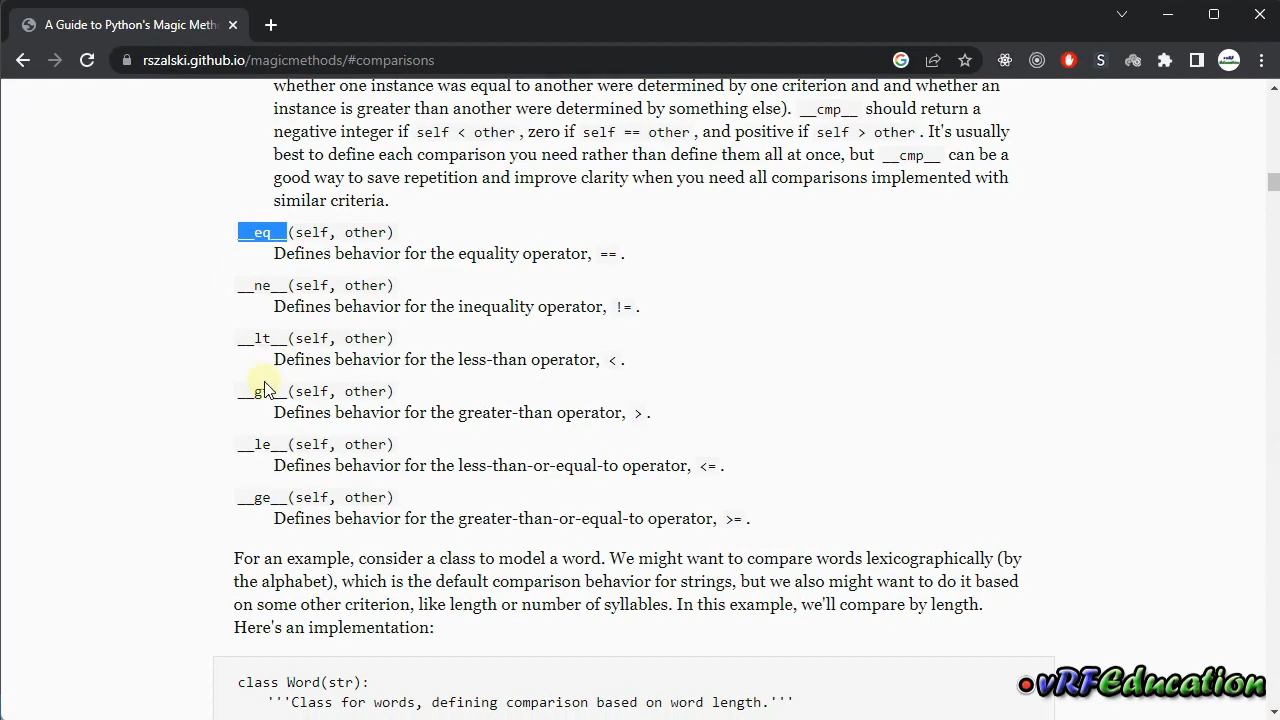 A Guide to Python's Magic Meth
rszalski.github.io/magicmethods/#comparisons
whether one instance was equal to another were determined by one criterion and and whether an
instance is greater than another were determined by something else). __cmp__ should return a
negative integer if self < other, zero if self == other, and positive if self > other. It's usually
best to define each comparison you need rather than define them all at once, but __cmp__ can be a
good way to save repetition and improve clarity when you need all comparisons implemented with
similar criteria.
__eq__(self, other)
Defines behavior for the equality operator, ==.
__ne__(self, other)
Defines behavior for the inequality operator, !=.
__lt__(self, other)
Defines behavior for the less-than operator, <.
__gt__(self, other)
Defines behavior for the greater-than operator, >.
__le__(self, other)
Defines behavior for the less-than-or-equal-to operator, <=.
__ge__(self, other)
Defines behavior for the greater-than-or-equal-to operator, >=.
For an example, consider a class to model a word. We might want to compare words lexicographically (by
the alphabet), which is the default comparison behavior for strings, but we also might want to do it based
on some other criterion, like length or number of syllables. In this example, we'll compare by length.
Here's an implementation:
class Word(str):
'''Class for words, defining comparison based on word length.'''
vRFEducation